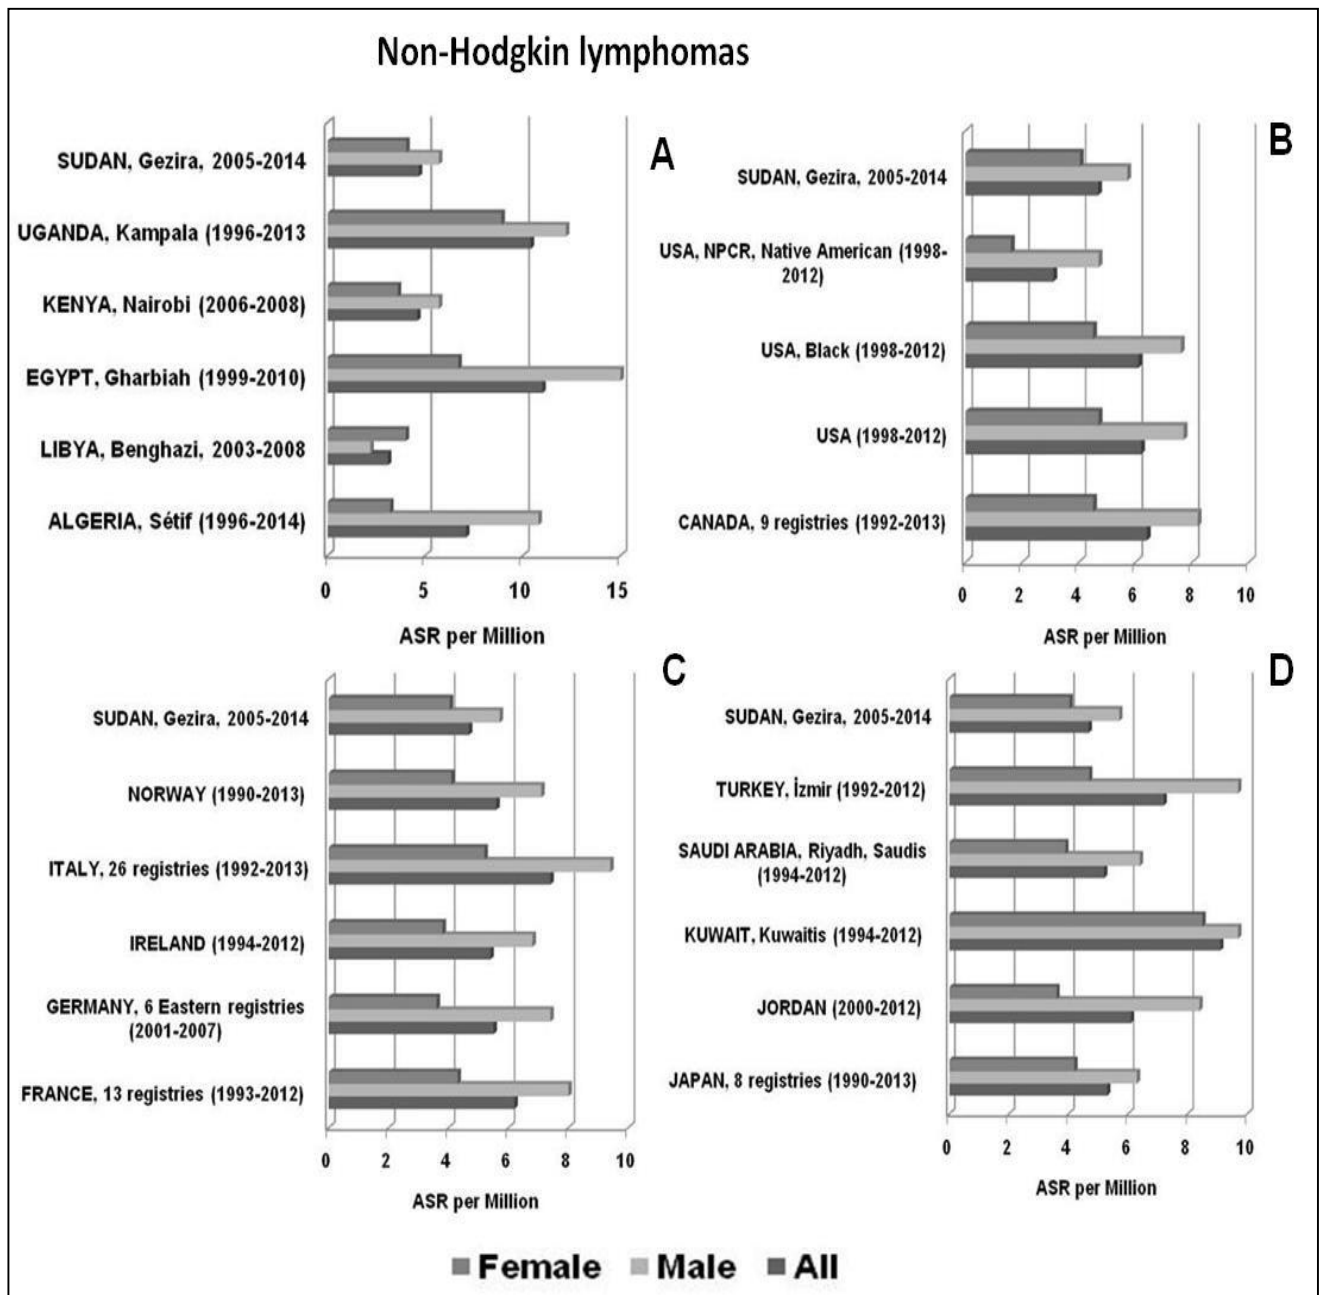 Non-Hodgkin lymphomas
A
SUDAN, Gezira, 2005-2014
UGANDA, Kampala (1996-2013
KENYA, Nairobi (2006-2008)
EGYPT, Gharbiah (1999-2010)
LIBYA, Benghazi, 2003-2008
ALGERIA, Sétif (1996-2014)
0 5 10 15
ASR per Million
B
SUDAN, Gezira, 2005-2014
USA, NPCR, Native American (1998-
2012)
USA, Black (1998-2012)
USA (1998-2012)
CANADA, 9 registries (1992-2013)
0 2 4 6 8 10
ASR per Million
C
SUDAN, Gezira, 2005-2014
NORWAY (1990-2013)
ITALY, 26 registries (1992-2013)
IRELAND (1994-2012)
GERMANY, 6 Eastern registries
(2001-2007)
FRANCE, 13 registries (1993-2012)
0 2 4 6 8 10
ASR per Million
D
SUDAN, Gezira, 2005-2014
TURKEY, İzmir (1992-2012)
SAUDI ARABIA, Riyadh, Saudis
(1994-2012)
KUWAIT, Kuwaitis (1994-2012)
JORDAN (2000-2012)
JAPAN, 8 registries (1990-2013)
0 2 4 6 8 10
ASR per Million
Female Male All